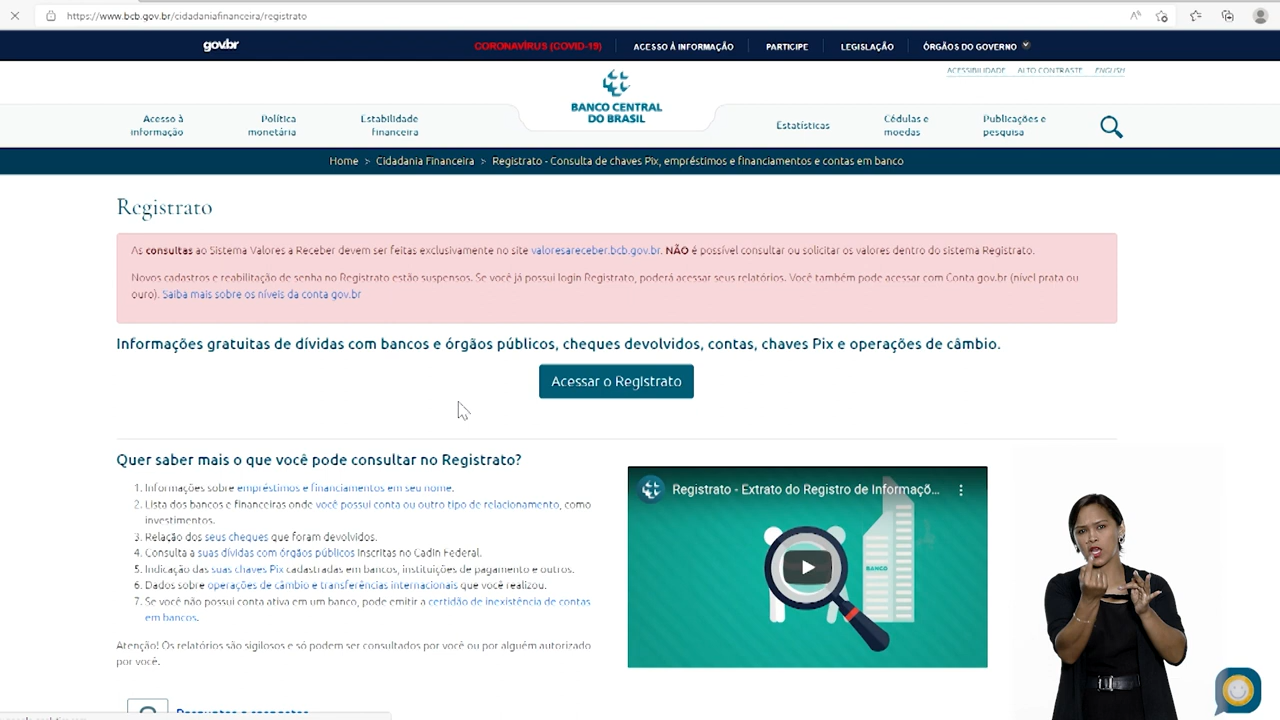 https://www.bcb.gov.br/cidadaniafinanceira/registrato
govbr
CORONAVÍRUS (COVID-19)
ACESSO À INFORMAÇÃO
PARTICIPE
LEGISLAÇÃO
ÓRGÃOS DO GOVERNO
ACESSIBILIDADE ALTO CONTRASTE ENGLISH
BANCO CENTRAL
DO BRASIL
Acesso à
informação
Política
monetária
Estabilidade
financeira
Estatísticas
Cédulas e
moedas
Publicações e
pesquisa
Home > Cidadania Financeira > Registrato - Consulta de chaves Pix, empréstimos e financiamentos e contas em banco
Registrato
As consultas ao Sistema Valores a Receber devem ser feitas exclusivamente no site valoresareceber.bcb.gov.br. NÃO é possível consultar ou solicitar os valores dentro do sistema Registrato.
Novos cadastros e reabilitação de senha no Registrato estão suspensos. Se você já possui login Registrato, poderá acessar seus relatórios. Você também pode acessar com Conta gov.br (nível prata ou
ouro). Saiba mais sobre os níveis da conta gov.br
Informações gratuitas de dívidas com bancos e órgãos públicos, cheques devolvidos, contas, chaves Pix e operações de câmbio.
Acessar o Registrato
Quer saber mais o que você pode consultar no Registrato?
1. Informações sobre empréstimos e financiamentos em seu nome.
2. Lista dos bancos e financeiras onde você possui conta ou outro tipo de relacionamento, como
investimentos.
3. Relação dos seus cheques que foram devolvidos.
4. Consulta a suas dívidas com órgãos públicos inscritas no Cadin Federal.
5. Indicação das suas chaves Pix cadastradas em bancos, instituições de pagamento e outros.
6. Dados sobre operações de câmbio e transferências internacionais que você realizou.
7. Se você não possui conta ativa em um banco, pode emitir a certidão de inexistência de contas
em bancos.
Atenção! Os relatórios são sigilosos e só podem ser consultados por você ou por alguém autorizado
por você.
Registrato - Extrato do Registro de Informaçõ...
BANCO